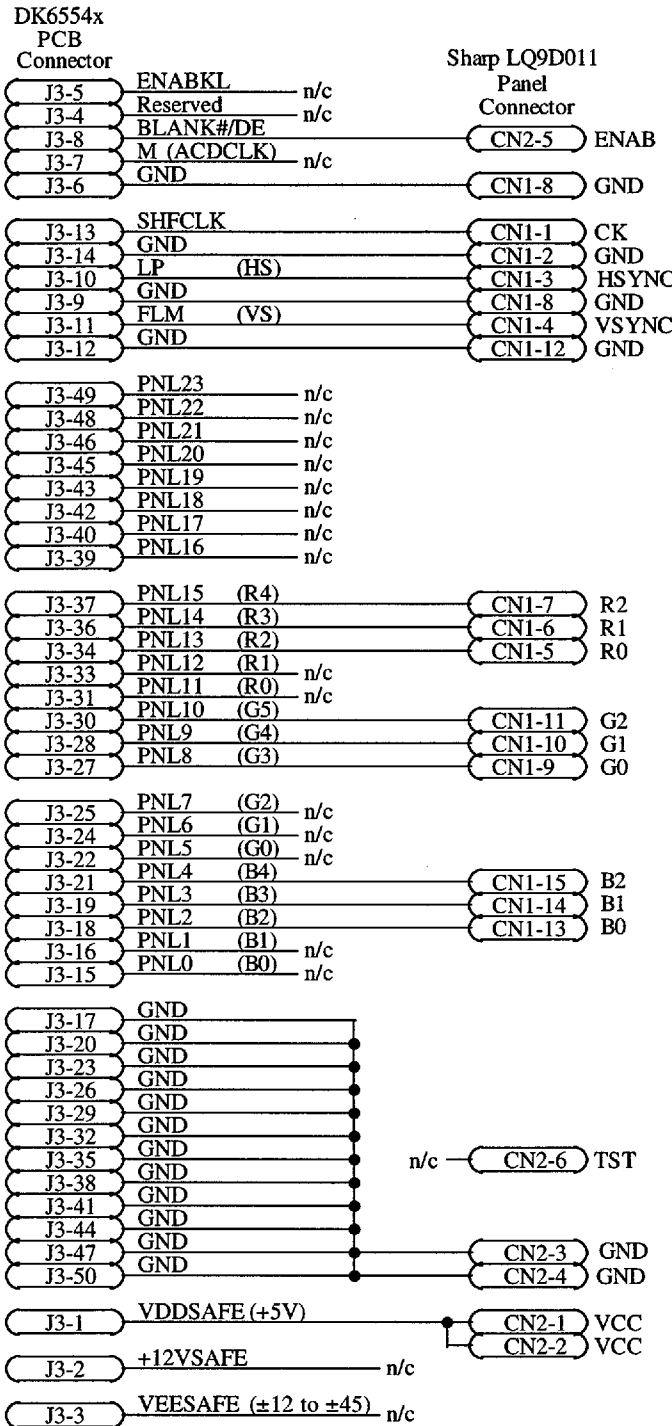 DK6554x
PCB
Connector
Sharp LQ9D011
Panel
Connector
J3-5 ENABKL n/c
J3-4 Reserved n/c
J3-8 BLANK#/DE CN2-5 ENAB
J3-7 M (ACDCLK) n/c
J3-6 GND CN1-8 GND
J3-13 SHFCLK CN1-1 CK
J3-14 GND CN1-2 GND
J3-10 LP (HS) CN1-3 HSYNC
J3-9 GND CN1-8 GND
J3-11 FLM (VS) CN1-4 VSYNC
J3-12 GND CN1-12 GND
J3-49 PNL23 n/c
J3-48 PNL22 n/c
J3-46 PNL21 n/c
J3-45 PNL20 n/c
J3-43 PNL19 n/c
J3-42 PNL18 n/c
J3-40 PNL17 n/c
J3-39 PNL16 n/c
J3-37 PNL15 (R4) CN1-7 R2
J3-36 PNL14 (R3) CN1-6 R1
J3-34 PNL13 (R2) CN1-5 R0
J3-33 PNL12 (R1) n/c
J3-31 PNL11 (R0) n/c
J3-30 PNL10 (G5) CN1-11 G2
J3-28 PNL9 (G4) CN1-10 G1
J3-27 PNL8 (G3) CN1-9 G0
J3-25 PNL7 (G2) n/c
J3-24 PNL6 (G1) n/c
J3-22 PNL5 (G0) n/c
J3-21 PNL4 (B4) CN1-15 B2
J3-19 PNL3 (B3) CN1-14 B1
J3-18 PNL2 (B2) CN1-13 B0
J3-16 PNL1 (B1) n/c
J3-15 PNL0 (B0) n/c
J3-17 GND
J3-20 GND
J3-23 GND
J3-26 GND
J3-29 GND
J3-32 GND
J3-35 GND n/c CN2-6 TST
J3-38 GND
J3-41 GND
J3-44 GND
J3-47 GND CN2-3 GND
J3-50 GND CN2-4 GND
J3-1 VDDSAFE (+5V) CN2-1 VCC
CN2-2 VCC
J3-2 +12VSAFE n/c
J3-3 VEESAFE (±12 to ±45) n/c